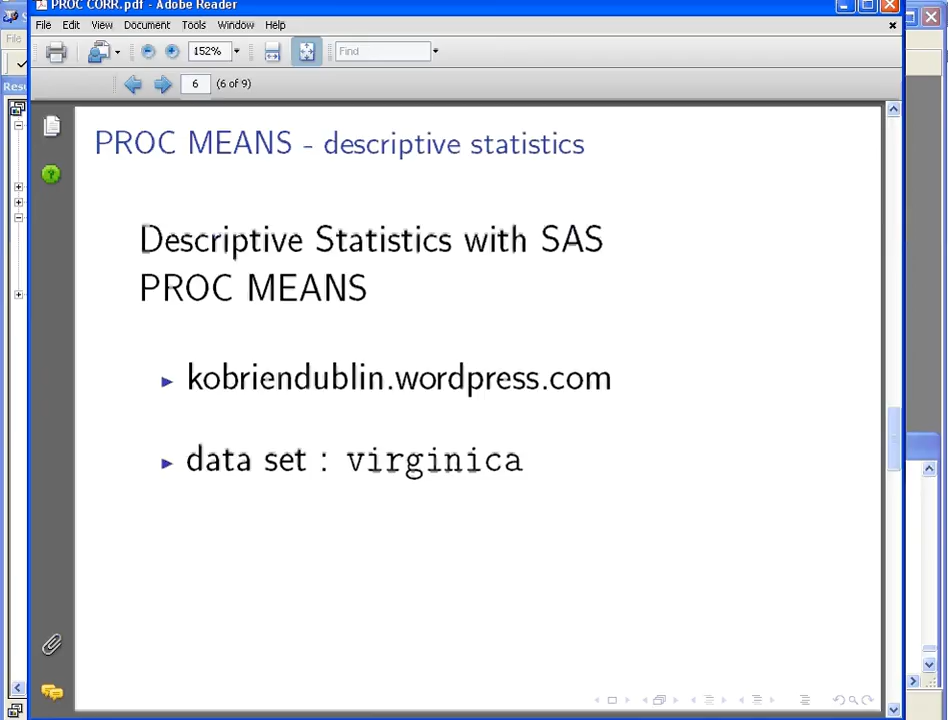 PROC CORR.pdf - Adobe Reader
File Edit View Document Tools Window Help
152% Find
6 (6 of 9)
PROC MEANS - descriptive statistics
Descriptive Statistics with SAS
PROC MEANS
kobriendublin.wordpress.com
data set : virginica